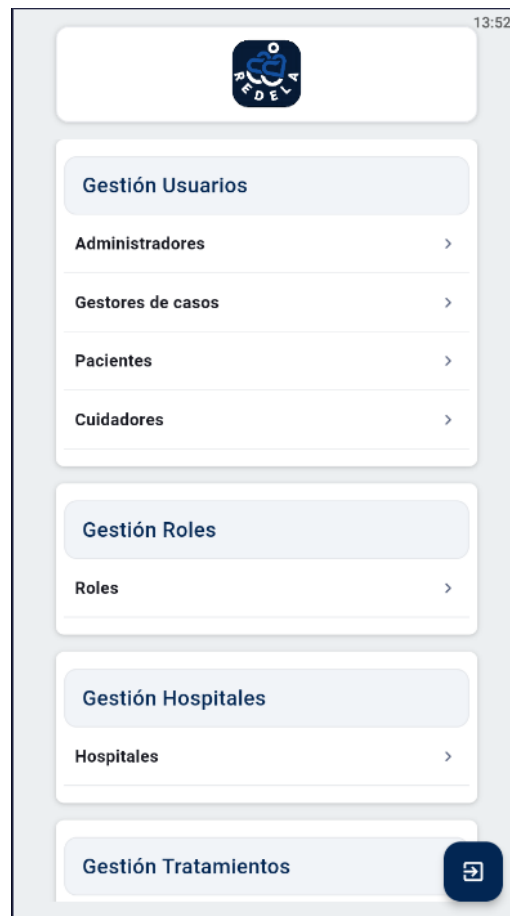 13:52
REDELA
Gestión Usuarios
Administradores
Gestores de casos
Pacientes
Cuidadores
Gestión Roles
Roles
Gestión Hospitales
Hospitales
Gestión Tratamientos